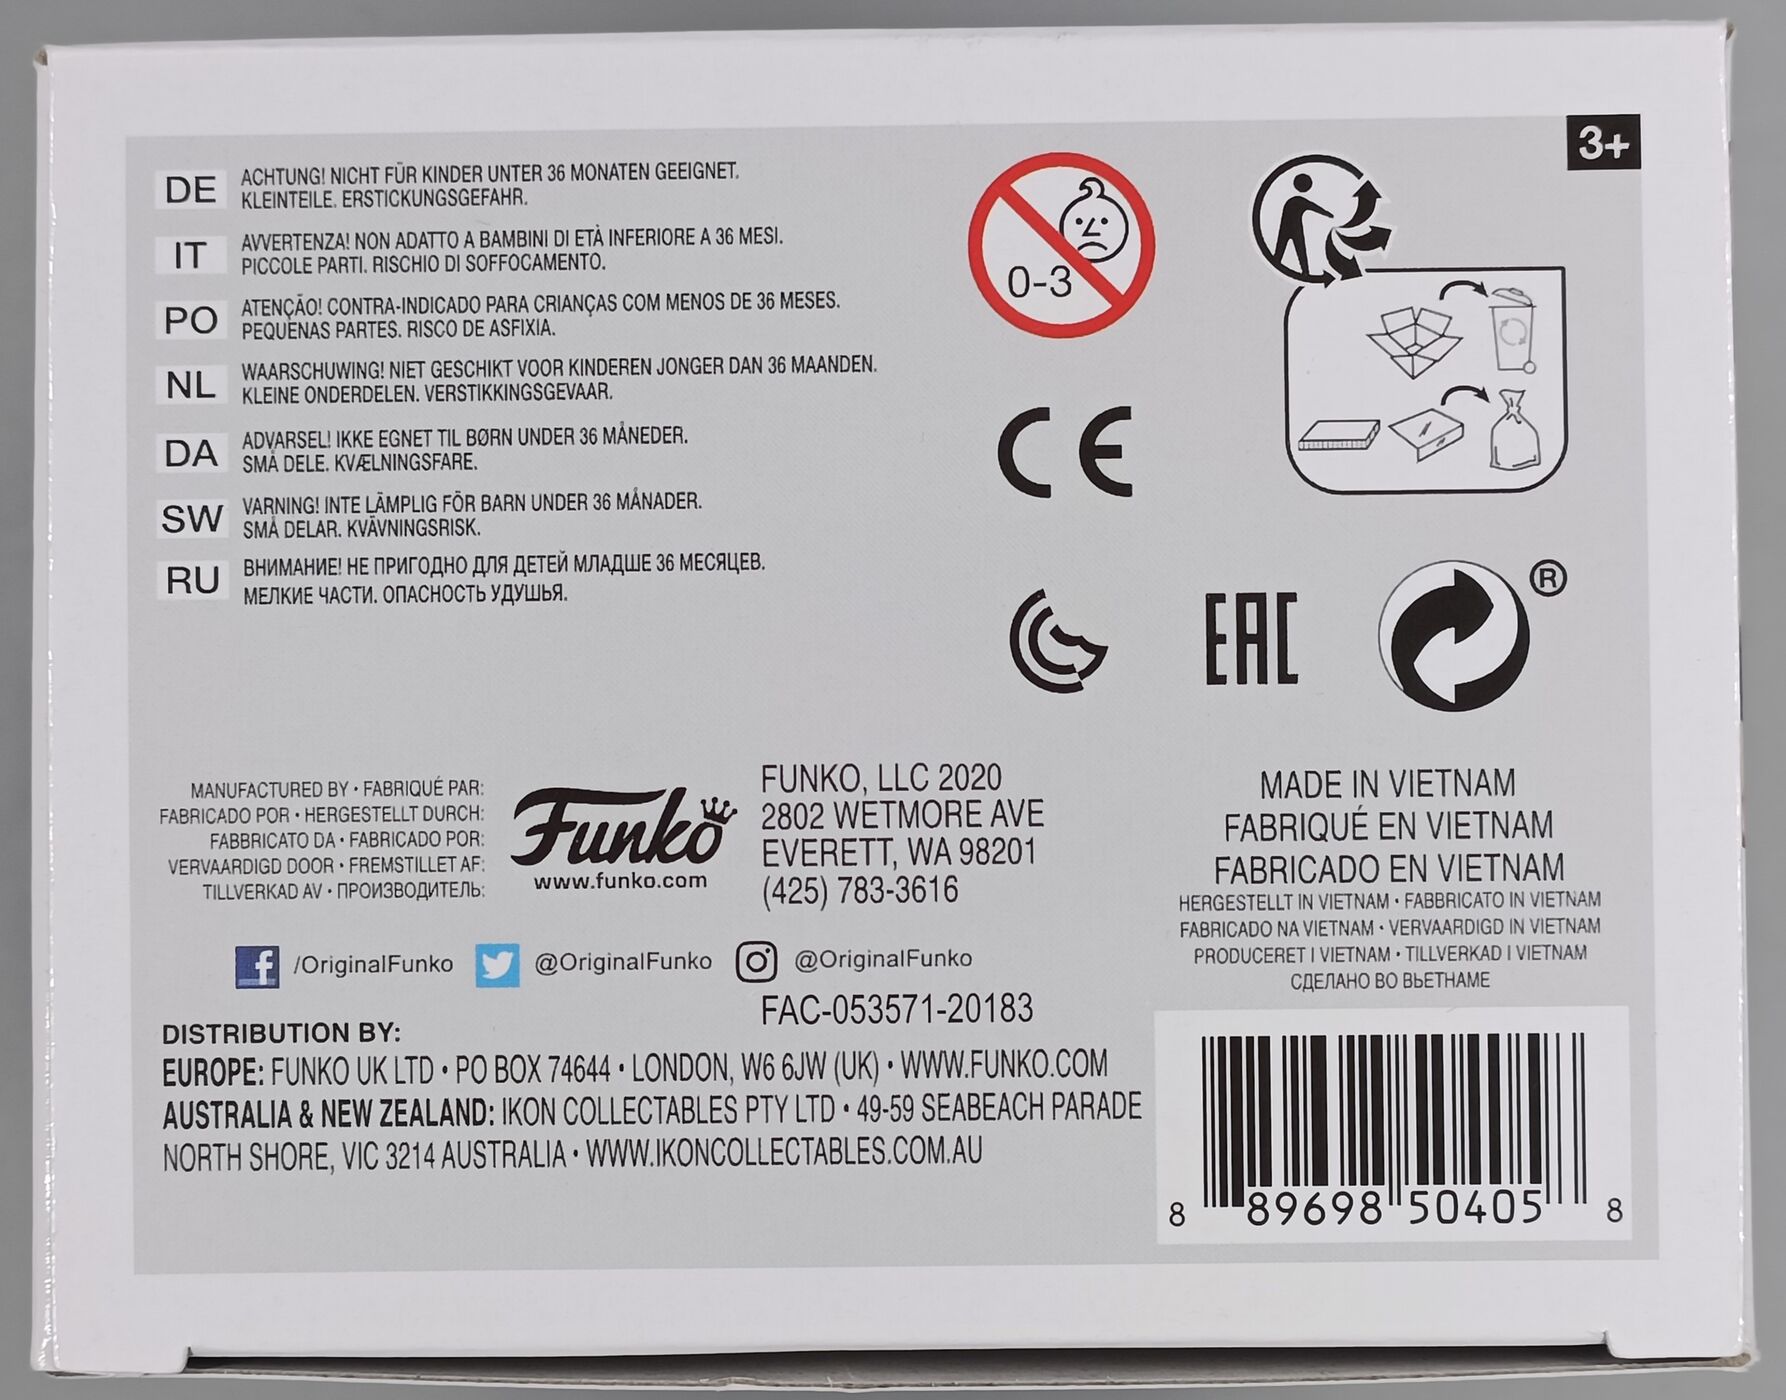 3+
DE
ACHTUNG! NICHT FÜR KINDER UNTER 36 MONATEN GEEIGNET.
KLEINTEILE. ERSTICKUNGSGEFAHR.
IT
AVVERTENZA! NON ADATTO A BAMBINI DI ETÀ INFERIORE A 36 MESI.
PICCOLE PARTI. RISCHIO DI SOFFOCAMENTO.
PO
ATENÇÃO! CONTRA-INDICADO PARA CRIANÇAS COM MENOS DE 36 MESES.
PEQUENAS PARTES. RISCO DE ASFIXIA.
NL
WAARSCHUWING! NIET GESCHIKT VOOR KINDEREN JONGER DAN 36 MAANDEN.
KLEINE ONDERDELEN. VERSTIKKINGSGEVAAR.
DA
ADVARSEL! IKKE EGNET TIL BØRN UNDER 36 MÅNEDER.
SMÅ DELE. KVÆLNINGSFARE.
SW
VARNING! INTE LÄMPLIG FÖR BARN UNDER 36 MÅNADER.
SMÅ DELAR. KVÄVNINGSRISK.
RU
ВНИМАНИЕ! НЕ ПРИГОДНО ДЛЯ ДЕТЕЙ МЛАДШЕ 36 МЕСЯЦЕВ.
МЕЛКИЕ ЧАСТИ. ОПАСНОСТЬ УДУШЬЯ.
0-3
CE
EAC
®
MANUFACTURED BY • FABRIQUÉ PAR:
FABRICADO POR • HERGESTELLT DURCH:
FABBRICATO DA • FABRICADO POR:
VERVAARDIGD DOOR • FREMSTILLET AF:
TILLVERKAD AV • ПРОИЗВОДИТЕЛЬ:
Funko
www.funko.com
FUNKO, LLC 2020
2802 WETMORE AVE
EVERETT, WA 98201
(425) 783-3616
MADE IN VIETNAM
FABRIQUÉ EN VIETNAM
FABRICADO EN VIETNAM
HERGESTELLT IN VIETNAM • FABBRICATO IN VIETNAM
FABRICADO NA VIETNAM • VERVAARDIGD IN VIETNAM
PRODUCERET I VIETNAM • TILLVERKAD I VIETNAM
СДЕЛАНО ВО ВЬЕТНАМЕ
/OriginalFunko @OriginalFunko @OriginalFunko
FAC-053571-20183
DISTRIBUTION BY:
EUROPE: FUNKO UK LTD • PO BOX 74644 • LONDON, W6 6JW (UK) • WWW.FUNKO.COM
AUSTRALIA & NEW ZEALAND: IKON COLLECTABLES PTY LTD • 49-59 SEABEACH PARADE
NORTH SHORE, VIC 3214 AUSTRALIA • WWW.IKONCOLLECTABLES.COM.AU
8 89698 50405 8